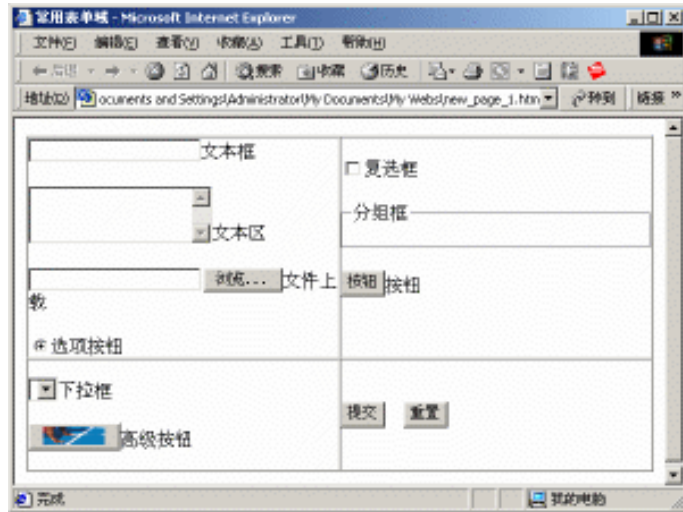 常用表单域 - Microsoft Internet Explorer
文件(F) 编辑(E) 查看(V) 收藏(A) 工具(T) 帮助(H)
后退 搜索 收藏 历史
地址(D) ocuments and Settings\Administrator\My Documents\My Webs\new_page_1.htm 转到 链接 »
文本框
文本区
浏览... 文件上
载
选项按钮
复选框
分组框
按钮 按钮
下拉框
高级按钮
提交 重置
完成 我的电脑